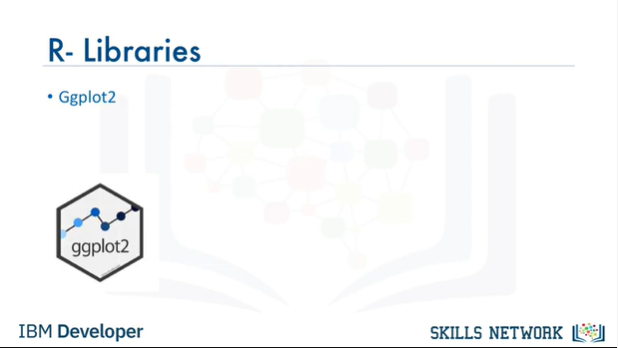 R- Libraries
• Ggplot2
ggplot2
IBM Developer
SKILLS NETWORK